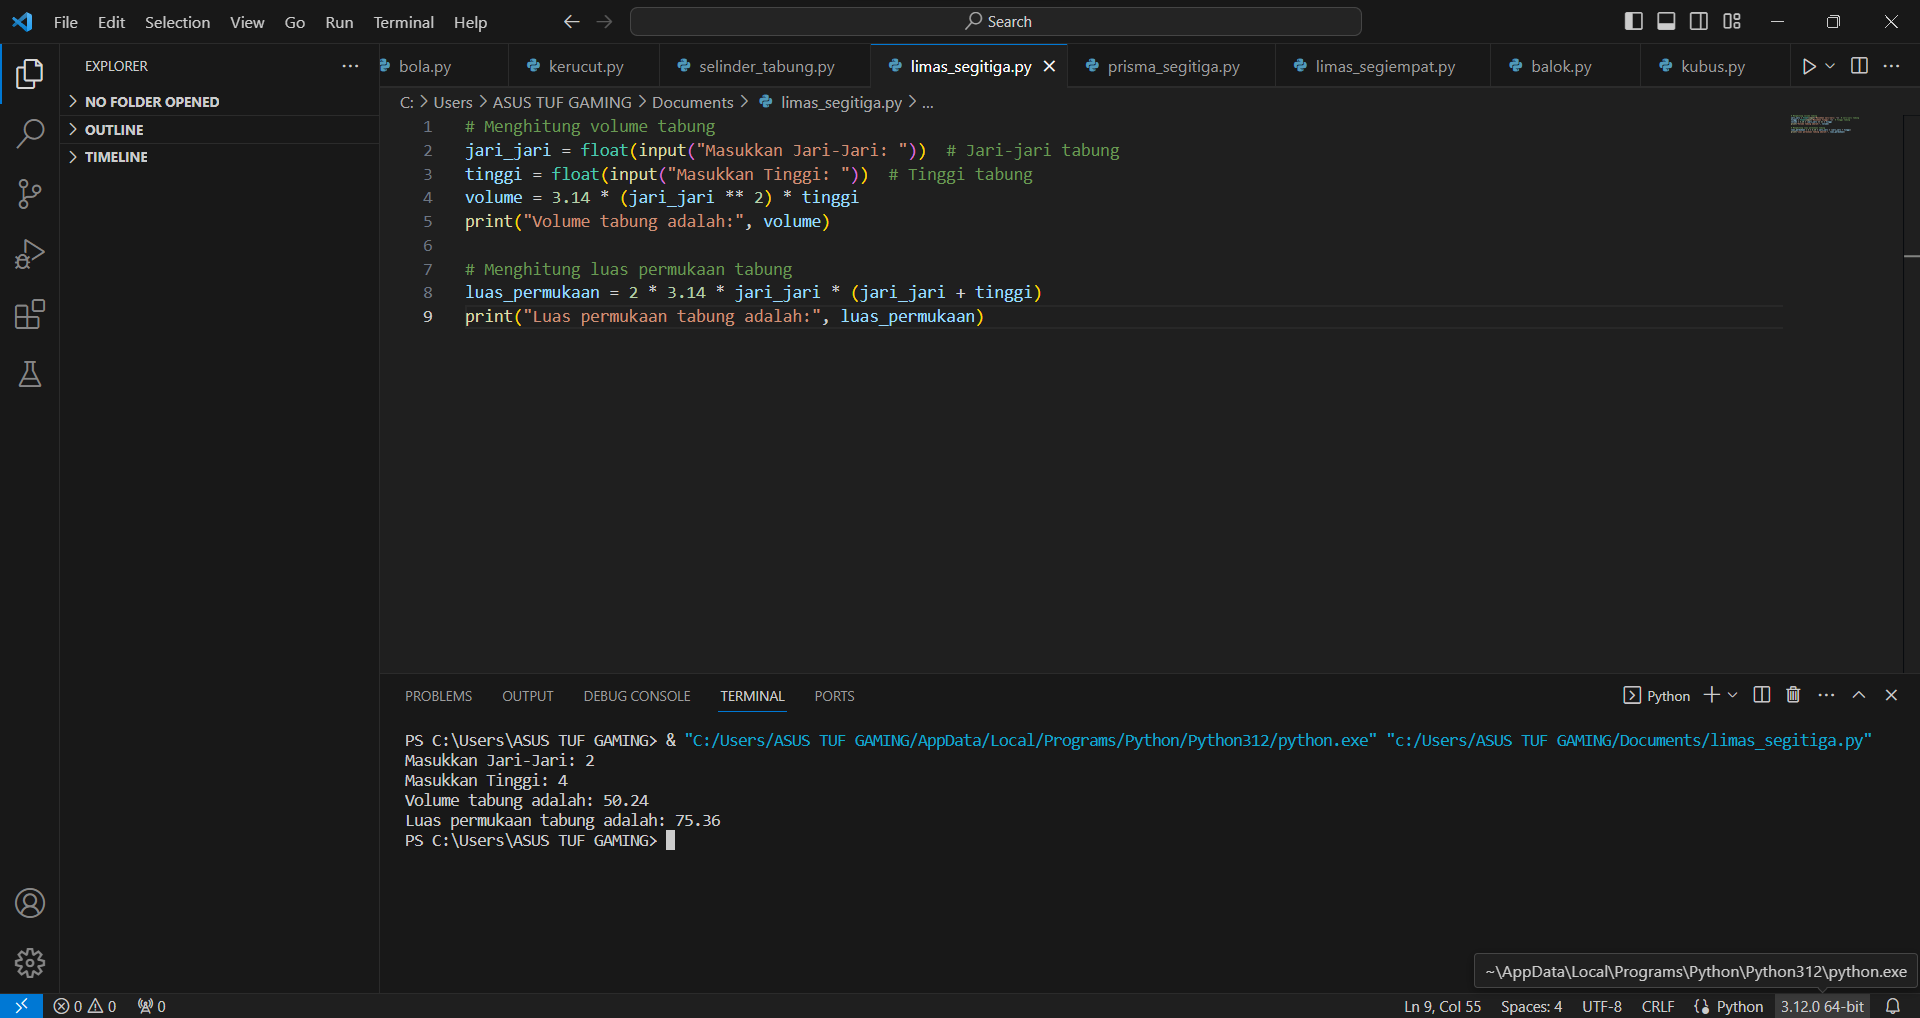 File Edit Selection View Go Run Terminal Help Search
EXPLORER
NO FOLDER OPENED
OUTLINE
TIMELINE
bola.py kerucut.py selinder_tabung.py limas_segitiga.py prisma_segitiga.py limas_segiempat.py balok.py kubus.py
C: > Users > ASUS TUF GAMING > Documents > limas_segitiga.py > ...
1 # Menghitung volume tabung
2 jari_jari = float(input("Masukkan Jari-Jari: ")) # Jari-jari tabung
3 tinggi = float(input("Masukkan Tinggi: ")) # Tinggi tabung
4 volume = 3.14 * (jari_jari ** 2) * tinggi
5 print("Volume tabung adalah:", volume)
6
7 # Menghitung luas permukaan tabung
8 luas_permukaan = 2 * 3.14 * jari_jari * (jari_jari + tinggi)
9 print("Luas permukaan tabung adalah:", luas_permukaan)
PROBLEMS OUTPUT DEBUG CONSOLE TERMINAL PORTS Python
PS C:\Users\ASUS TUF GAMING> & "C:/Users/ASUS TUF GAMING/AppData/Local/Programs/Python/Python312/python.exe" "c:/Users/ASUS TUF GAMING/Documents/limas_segitiga.py"
Masukkan Jari-Jari: 2
Masukkan Tinggi: 4
Volume tabung adalah: 50.24
Luas permukaan tabung adalah: 75.36
PS C:\Users\ASUS TUF GAMING>
~\AppData\Local\Programs\Python\Python312\python.exe
0 0 0 Ln 9, Col 55 Spaces: 4 UTF-8 CRLF Python 3.12.0 64-bit